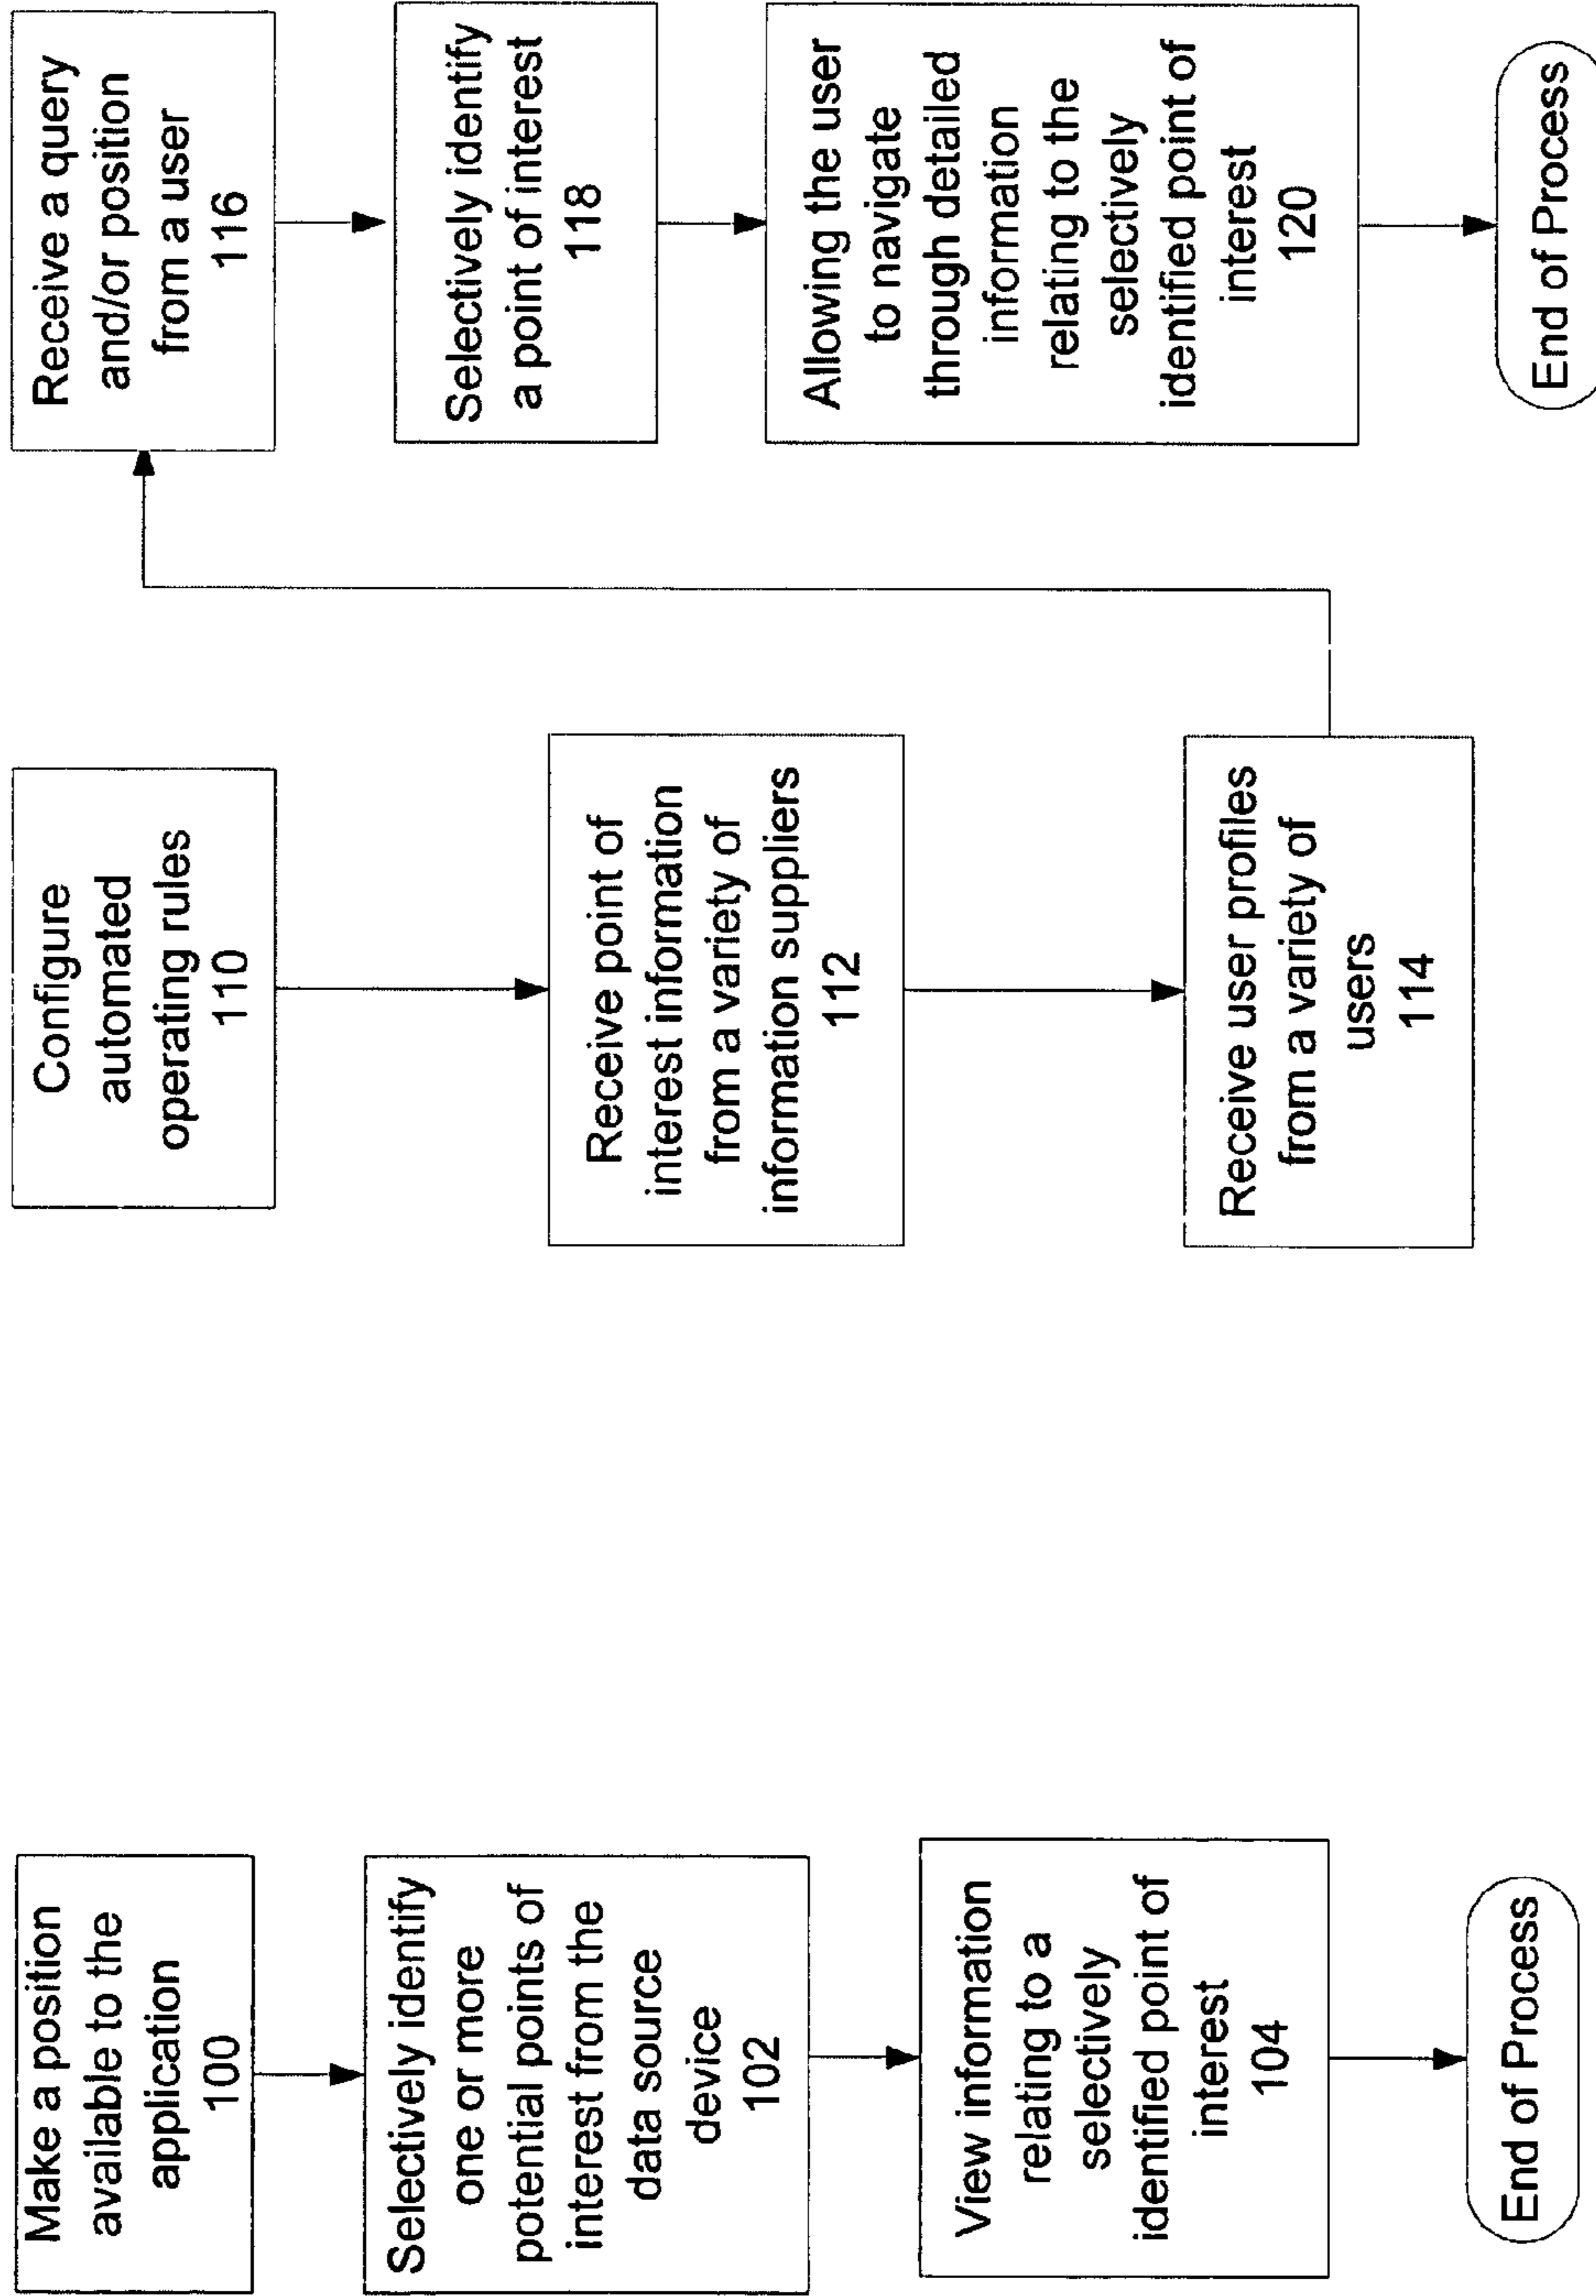 Make a position
available to the
application
100
Selectively identify
one or more
potential points of
interest from the
data source
device
102
View information
relating to a
selectively
identified point of
interest
104
End of Process
Configure
automated
operating rules
110
Receive point of
interest information
from a variety of
information suppliers
112
Receive user profiles
from a variety of
users
114
Receive a query
and/or position
from a user
116
Selectively identify
a point of interest
118
Allowing the user
to navigate
through detailed
information
relating to the
selectively
identified point of
interest
120
End of Process